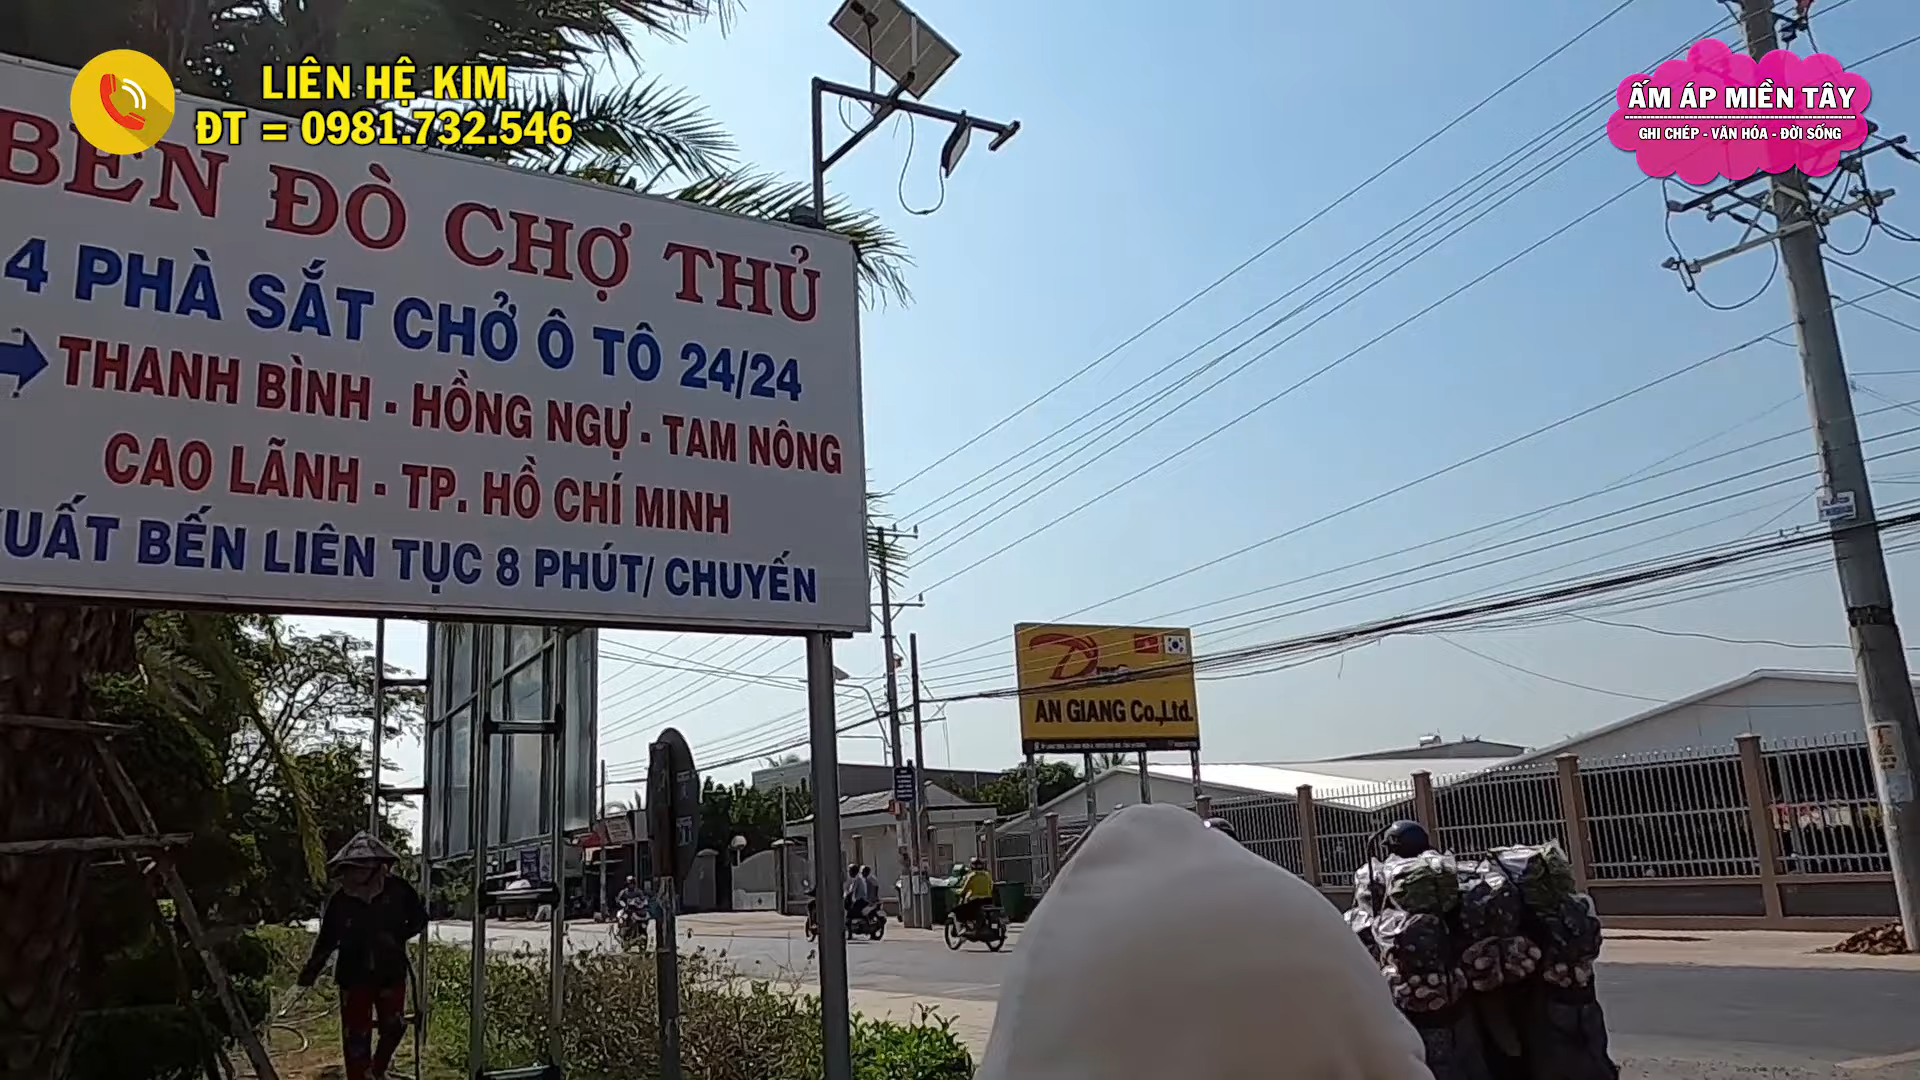 LIÊN HỆ KIM
ĐT = 0981.732.546
ẤM ÁP MIỀN TÂY
GHI CHÉP - VĂN HÓA - ĐỜI SỐNG
BẾN ĐÒ CHỢ THỦ
4 PHÀ SẮT CHỞ Ô TÔ 24/24
THANH BÌNH - HỒNG NGỰ - TAM NÔNG
CAO LÃNH - TP. HỒ CHÍ MINH
XUẤT BẾN LIÊN TỤC 8 PHÚT/ CHUYẾN
AN GIANG Co.,Ltd.